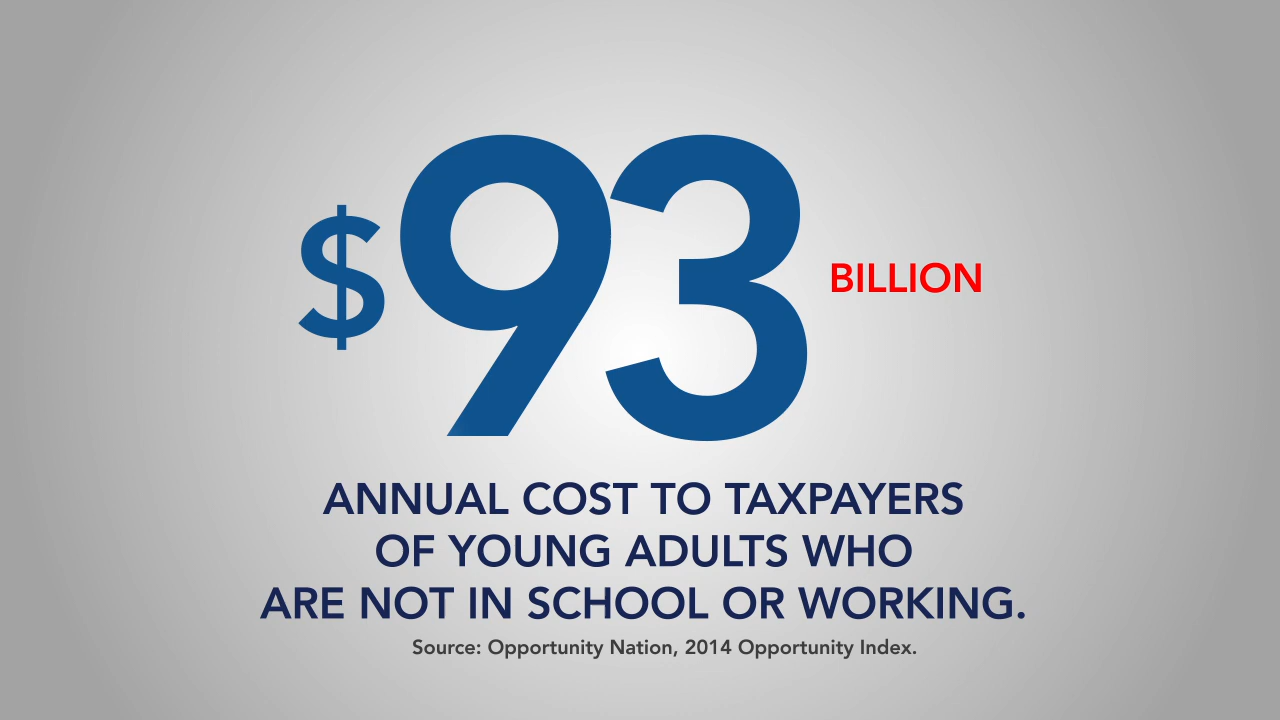 $93 BILLION
ANNUAL COST TO TAXPAYERS
OF YOUNG ADULTS WHO
ARE NOT IN SCHOOL OR WORKING.
Source: Opportunity Nation, 2014 Opportunity Index.